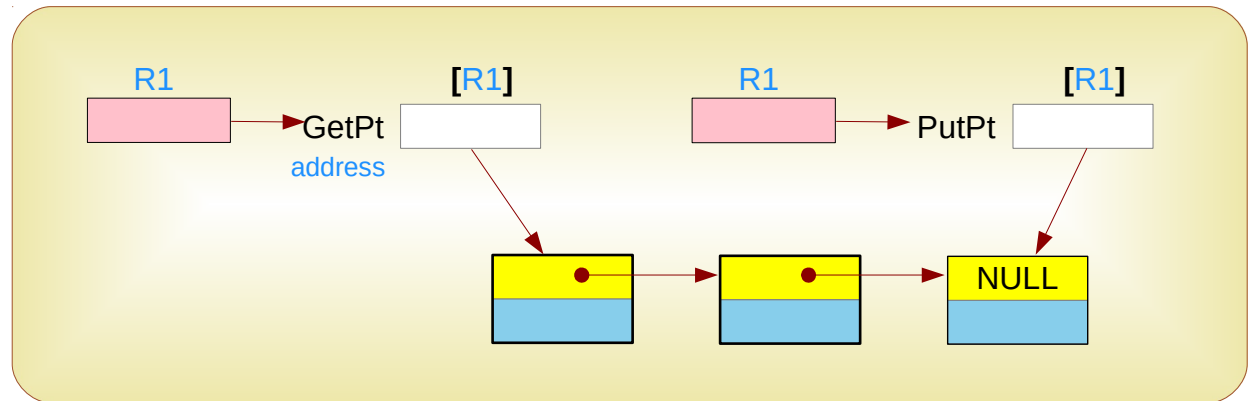 R1
[R1]
R1
[R1]
GetPt
PutPt
address
NULL